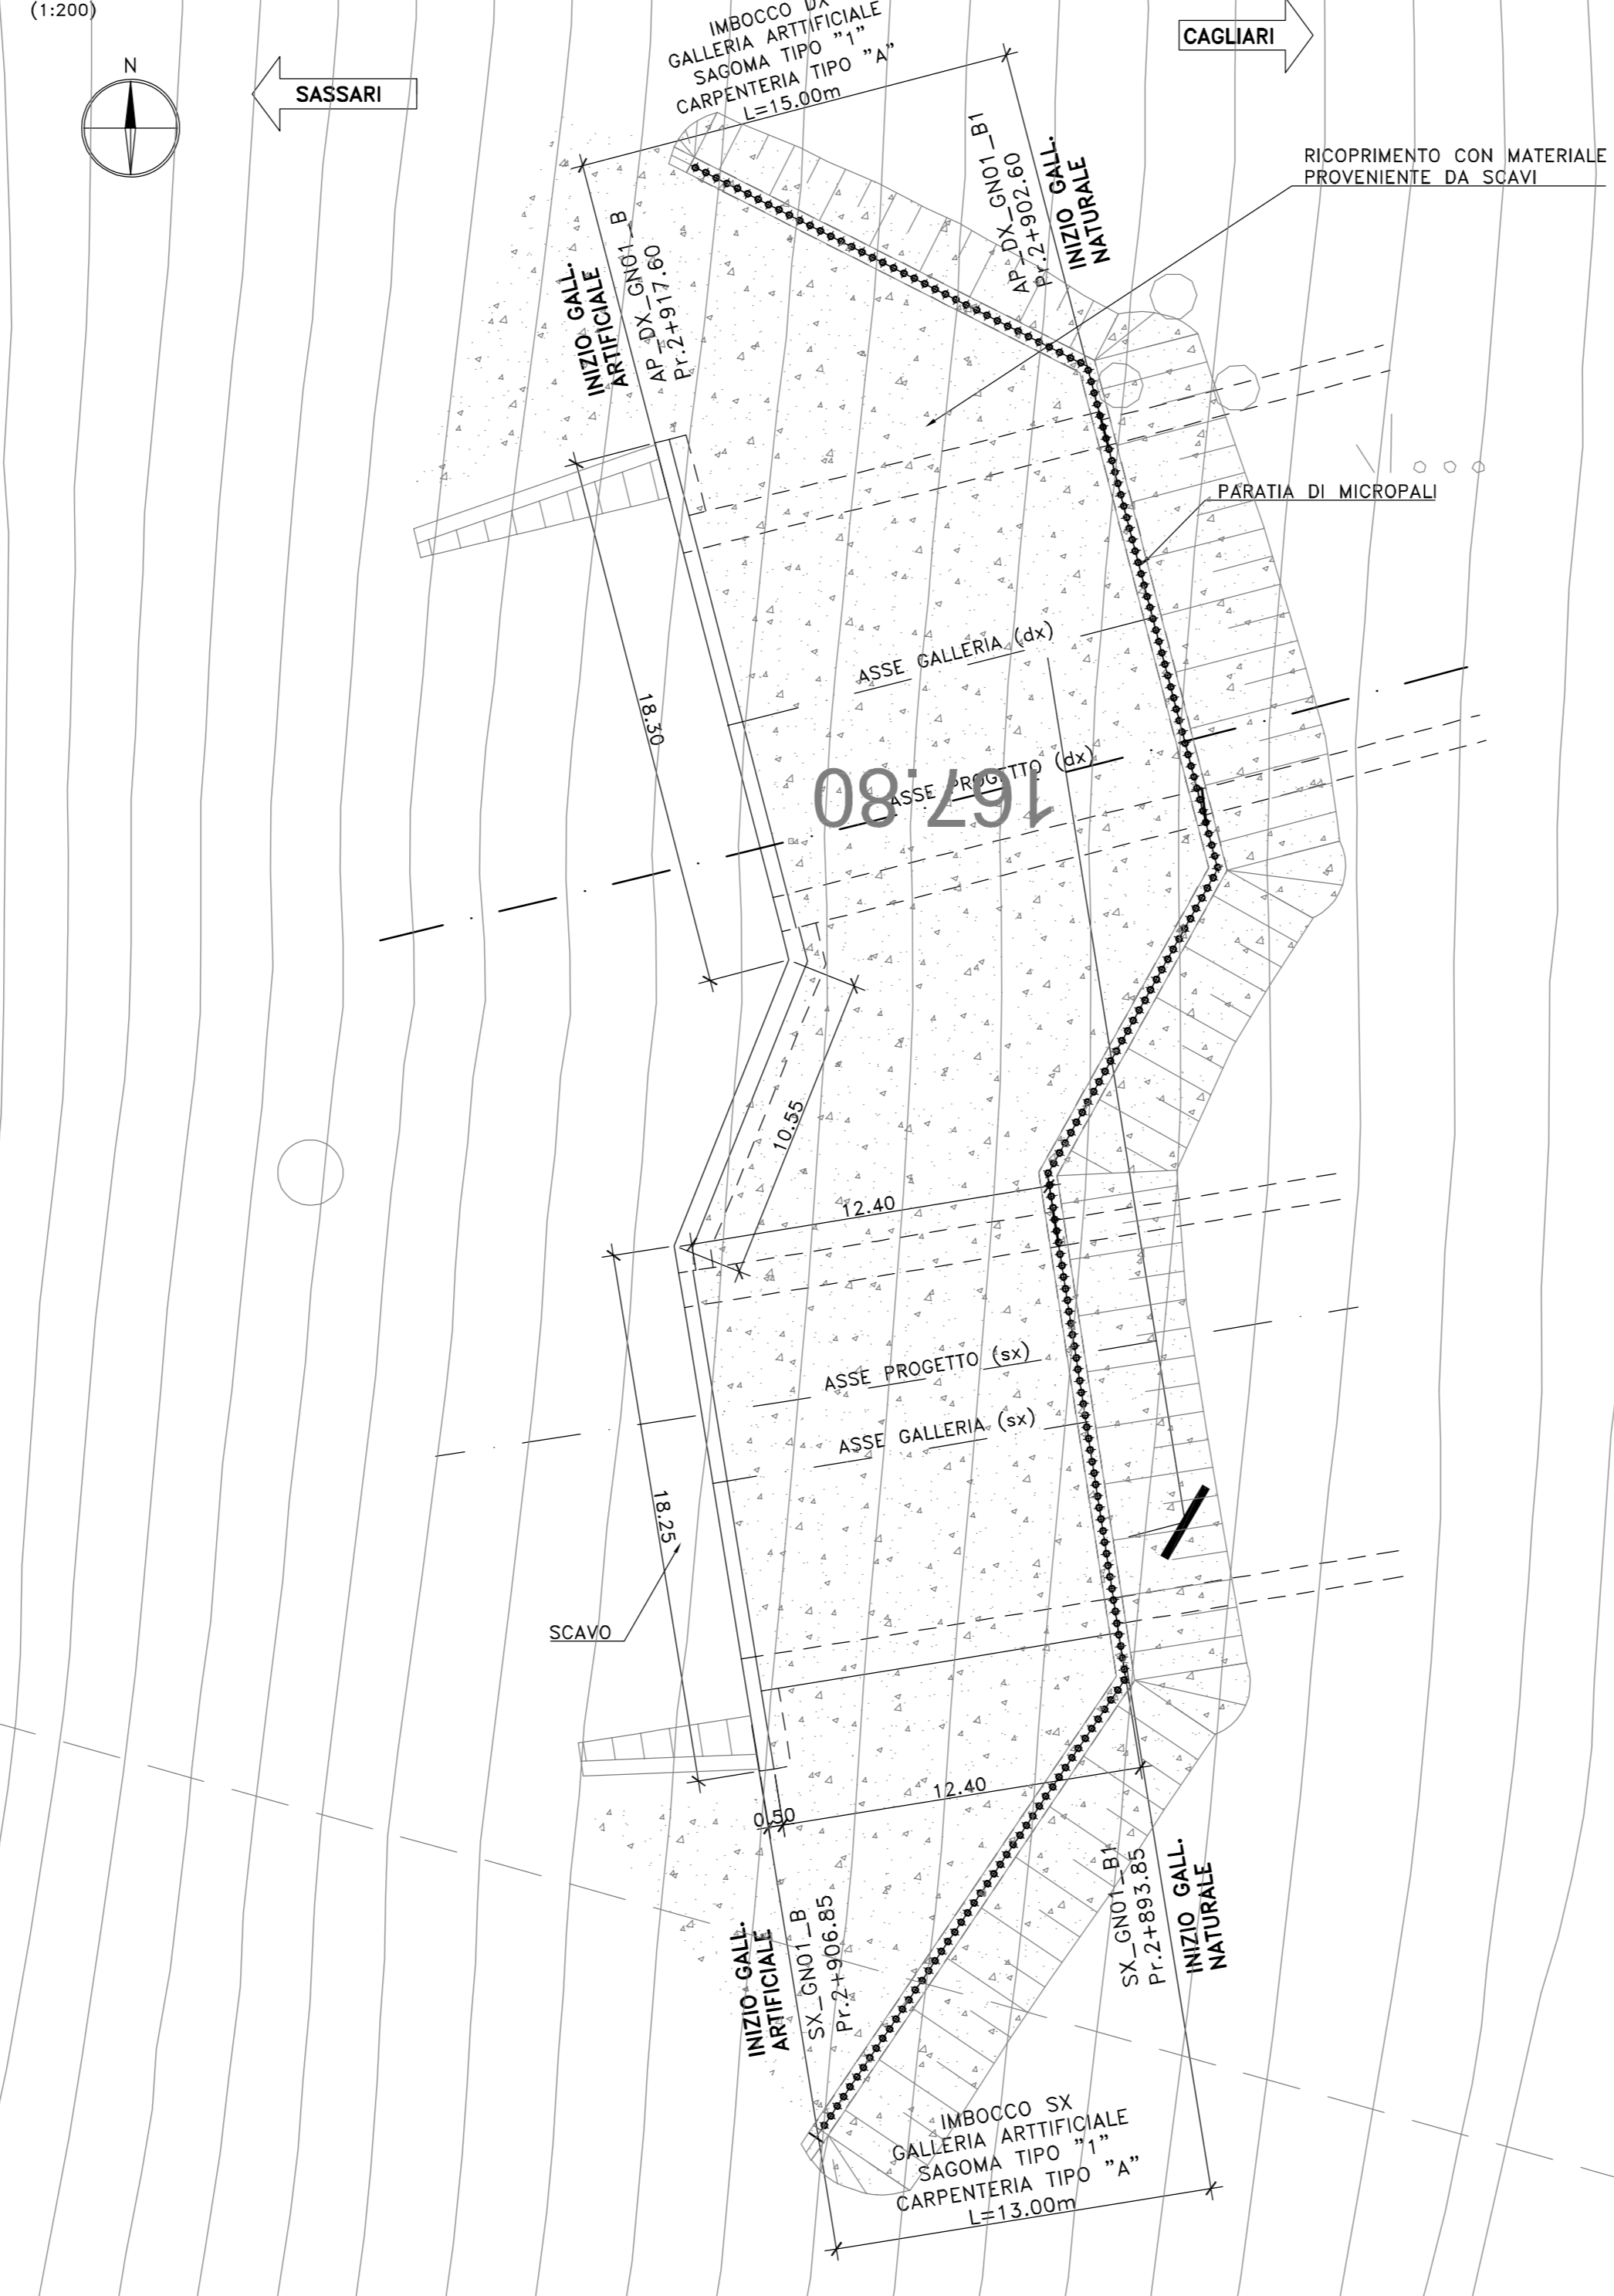 (1:200)
N
SASSARI
IMBOCCO DX
GALLERIA ARTTIFICIALE
SAGOMA TIPO "1"
CARPENTERIA TIPO "A"
L=15.00m
CAGLIARI
RICOPRIMENTO CON MATERIALE
PROVENIENTE DA SCAVI
INIZIO GALL.
ARTIFICIALE
AP_DX_GN01_B
Pr.2+917.60
AP_DX_GN01_B1
Pr.2+902.60
INIZIO GALL.
NATURALE
PARATIA DI MICROPALI
ASSE GALLERIA (dx)
18.30
ASSE PROGETTO (dx)
167.80
10.55
12.40
ASSE PROGETTO (sx)
ASSE GALLERIA (sx)
18.25
SCAVO
12.40
0.50
INIZIO GALL.
ARTIFICIALE
SX_GN01_B
Pr.2+906.85
SX_GN01_B1
Pr.2+893.85
INIZIO GALL.
NATURALE
IMBOCCO SX
GALLERIA ARTTIFICIALE
SAGOMA TIPO "1"
CARPENTERIA TIPO "A"
L=13.00m